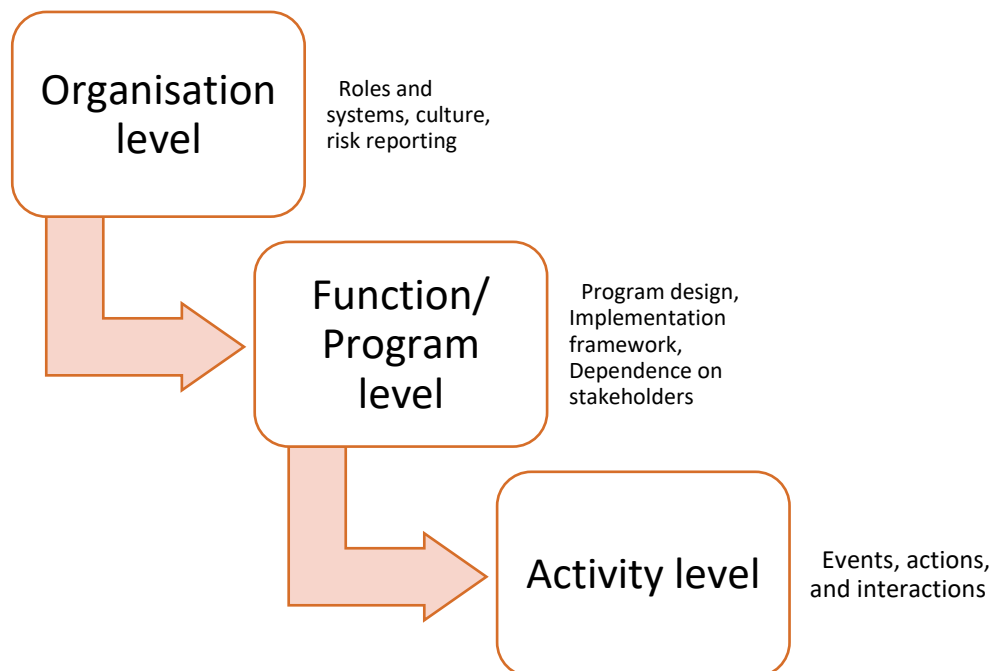 Organisation
level
Roles and
systems, culture,
risk reporting
Function/
Program
level
Program design,
Implementation
framework,
Dependence on
stakeholders
Activity level
Events, actions,
and interactions